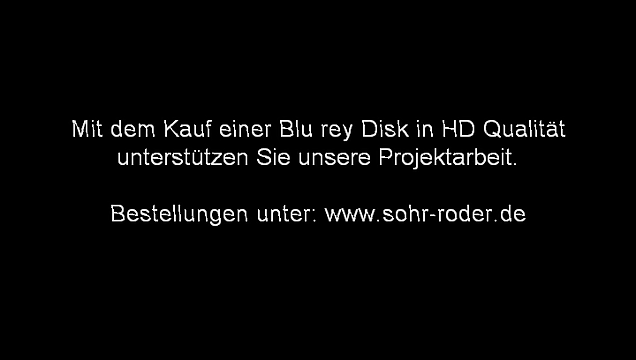 Mit dem Kauf einer Blu rey Disk in HD Qualität
unterstützen Sie unsere Projektarbeit.
Bestellungen unter: www.sohr-roder.de